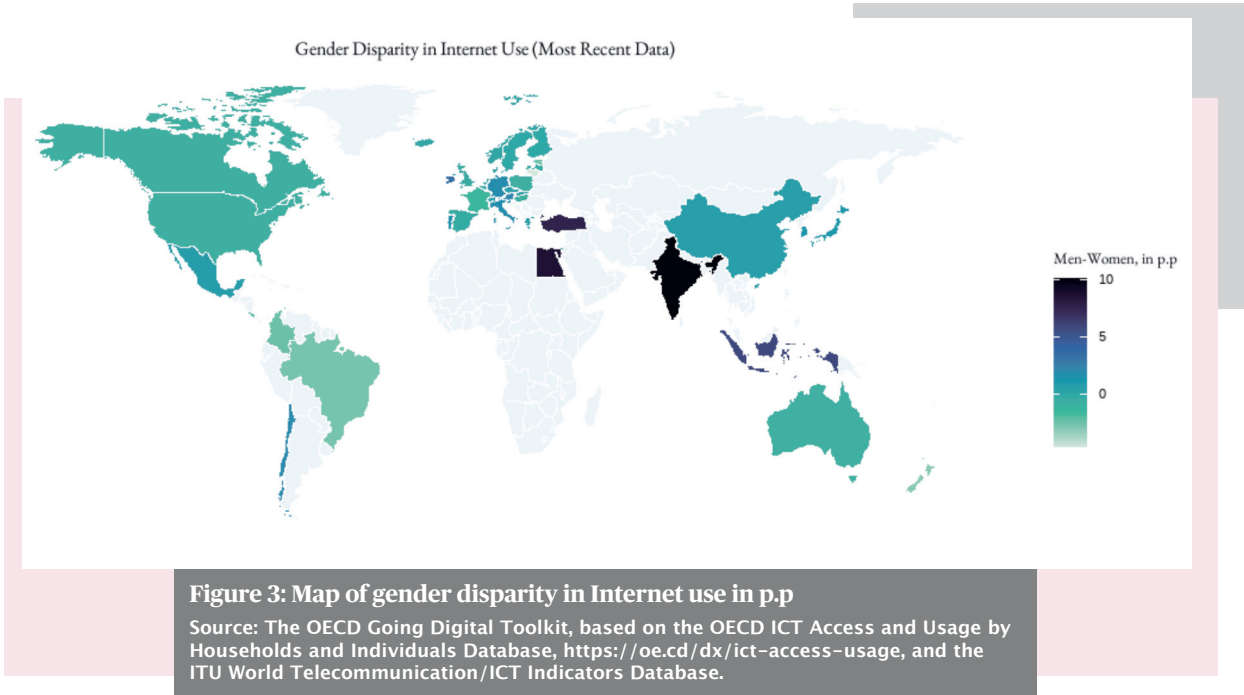 Gender Disparity in Internet Use (Most Recent Data)
Men-Women, in p.p
10
5
0
Figure 3: Map of gender disparity in Internet use in p.p
Source: The OECD Going Digital Toolkit, based on the OECD ICT Access and Usage by
Households and Individuals Database, https://oe.cd/dx/ict-access-usage, and the
ITU World Telecommunication/ICT Indicators Database.